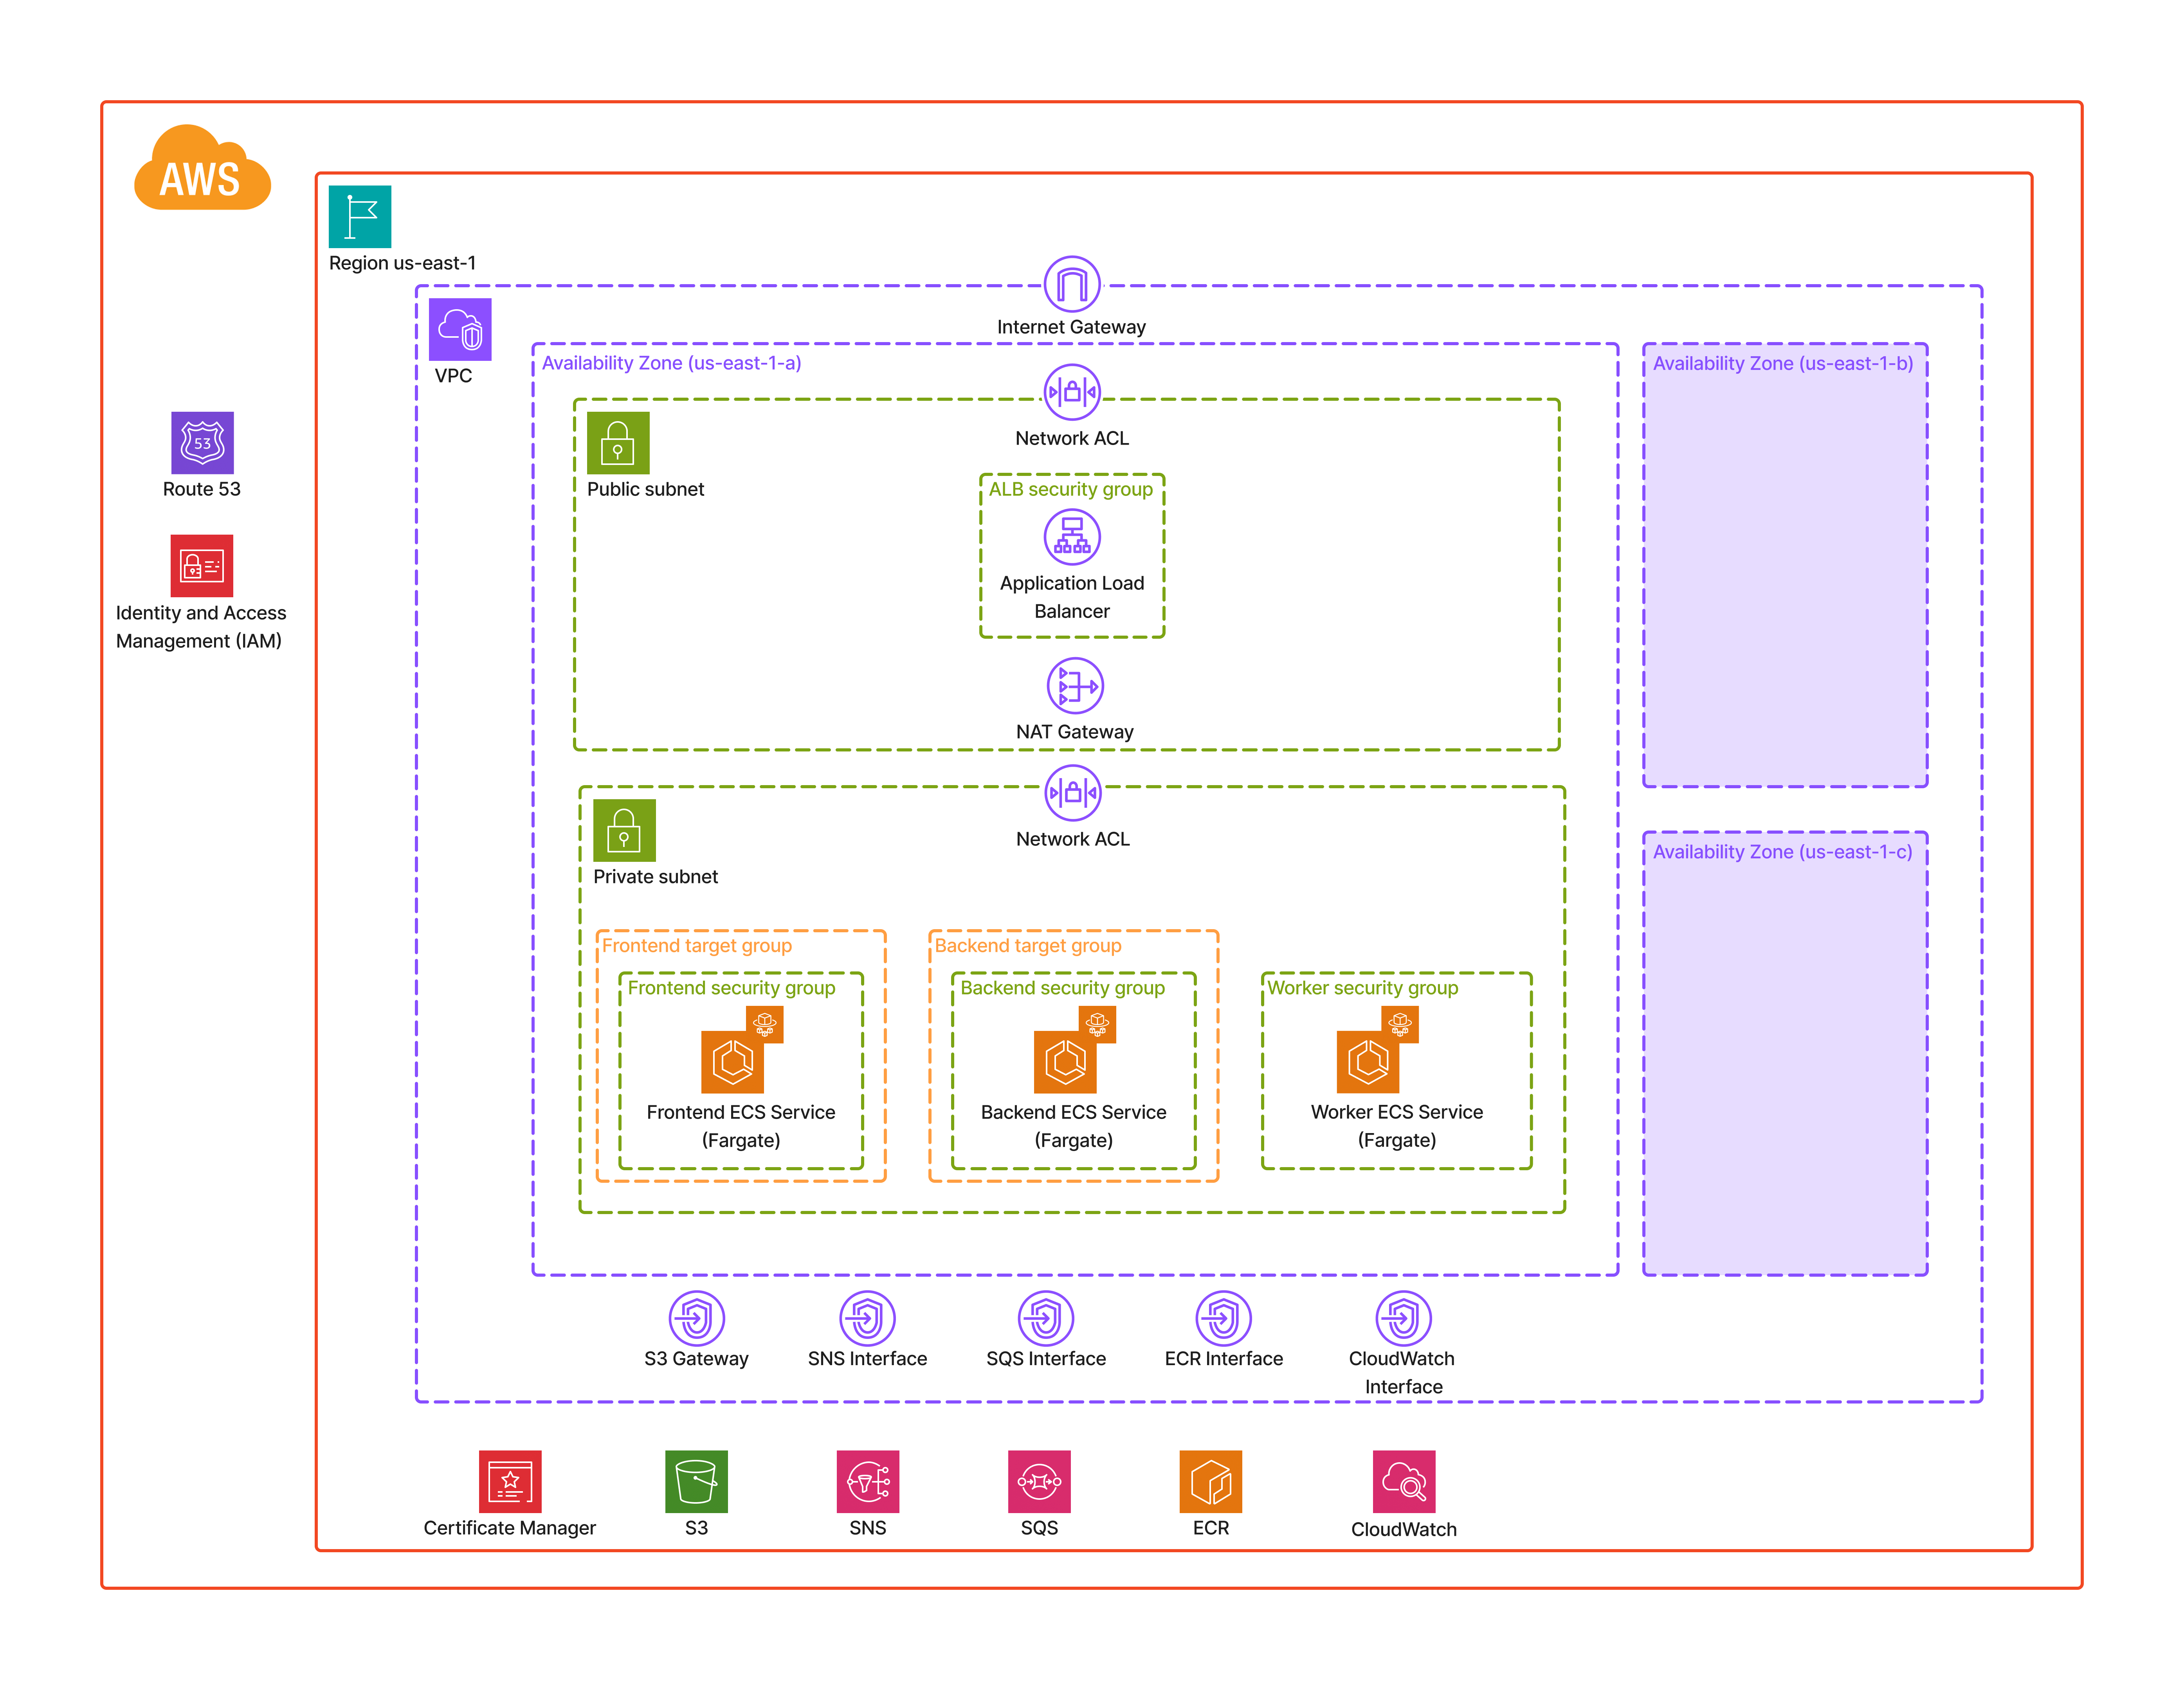 AWS
Region us-east-1
Internet Gateway
VPC
Availability Zone (us-east-1-a)
Availability Zone (us-east-1-b)
Network ACL
Public subnet
ALB security group
Application Load
Balancer
NAT Gateway
53
Route 53
Identity and Access
Management (IAM)
Network ACL
Private subnet
Availability Zone (us-east-1-c)
Frontend target group
Frontend security group
Frontend ECS Service
(Fargate)
Backend target group
Backend security group
Backend ECS Service
(Fargate)
Worker security group
Worker ECS Service
(Fargate)
S3 Gateway
SNS Interface
SQS Interface
ECR Interface
CloudWatch
Interface
Certificate Manager
S3
SNS
SQS
ECR
CloudWatch